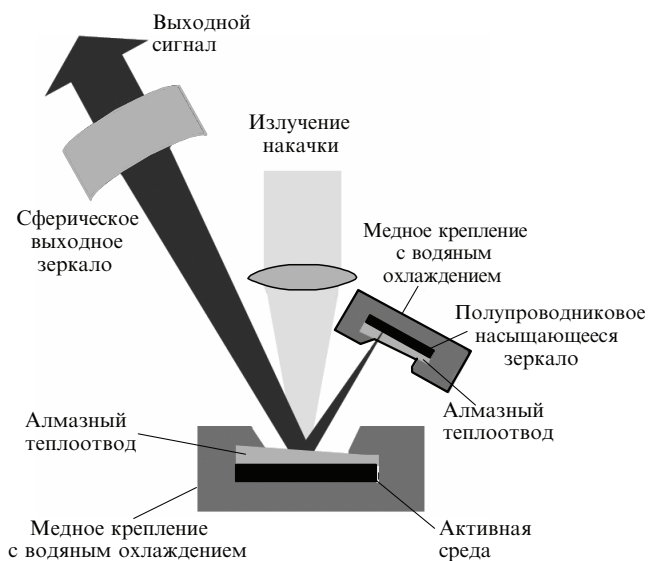 Выходной
сигнал
Излучение
накачки
Сферическое
выходное
зеркало
Медное крепление
с водяным
охлаждением
Полупроводниковое
насыщающееся
зеркало
Алмазный
теплоотвод
Алмазный
теплоотвод
Медное крепление
с водяным охлаждением
Активная
среда